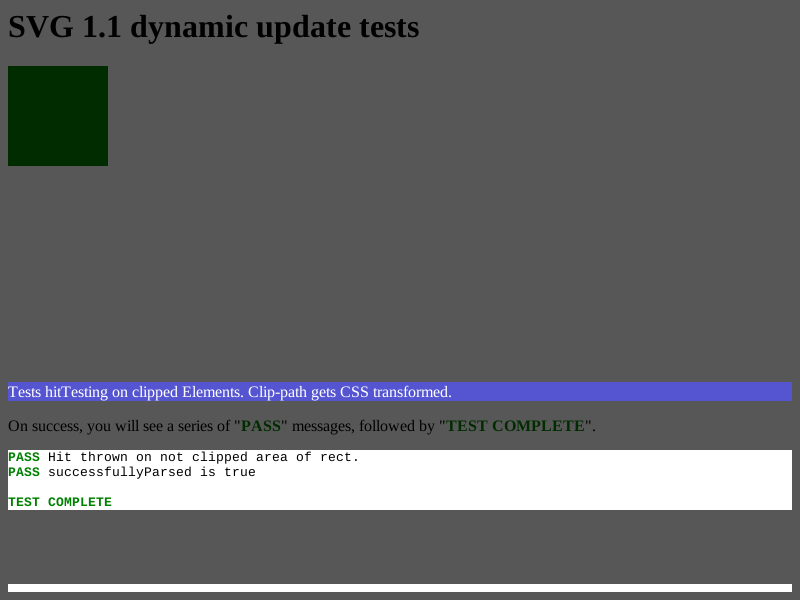 SVG 1.1 dynamic update tests
Tests hitTesting on clipped Elements. Clip-path gets CSS transformed.
On success, you will see a series of "PASS" messages, followed by "TEST COMPLETE".
PASS Hit thrown on not clipped area of rect.
PASS successfullyParsed is true
TEST COMPLETE